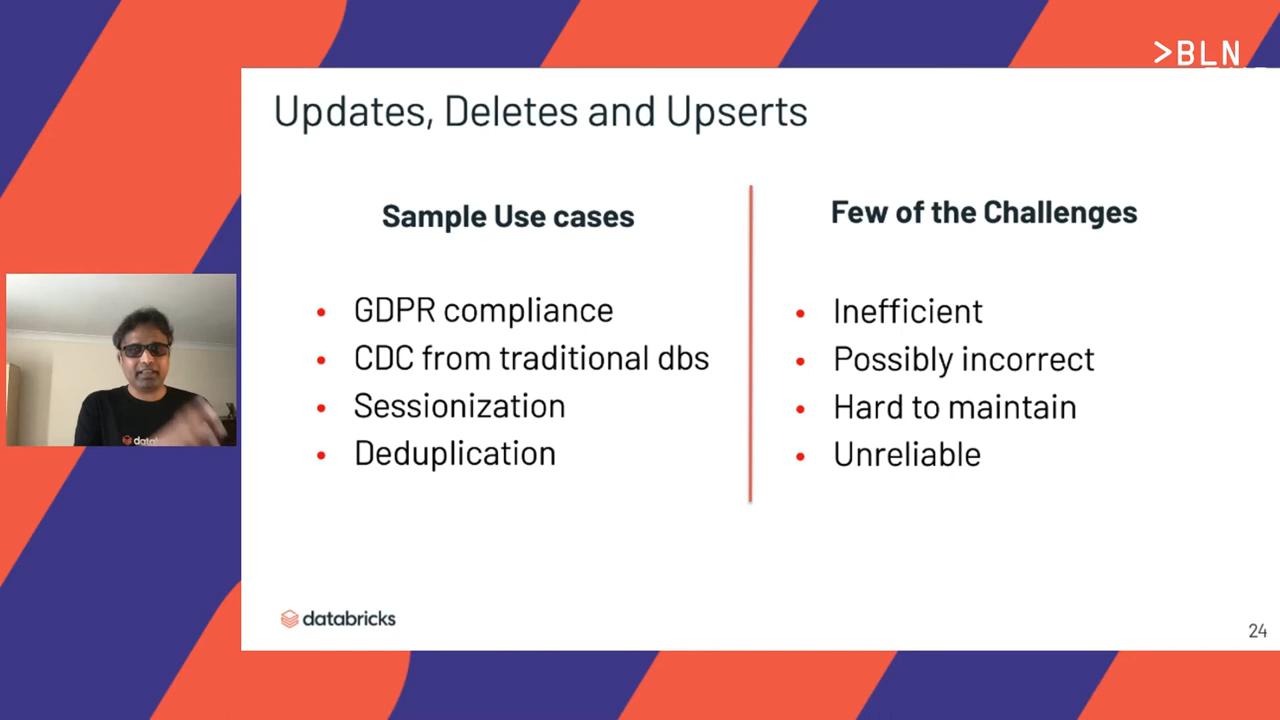 >BLN
Updates, Deletes and Upserts
Sample Use cases
GDPR compliance
CDC from traditional dbs
Sessionization
Deduplication
Few of the Challenges
Inefficient
Possibly incorrect
Hard to maintain
Unreliable
databricks
24